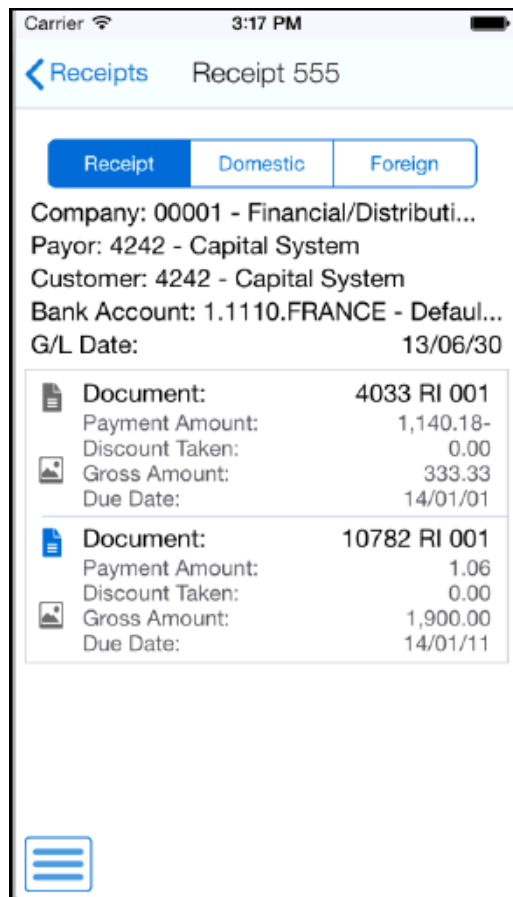 Carrier 3:17 PM
Receipts Receipt 555
Receipt Domestic Foreign
Company: 00001 - Financial/Distributi...
Payor: 4242 - Capital System
Customer: 4242 - Capital System
Bank Account: 1.1110.FRANCE - Defaul...
G/L Date: 13/06/30
Document: 4033 RI 001
Payment Amount: 1,140.18-
Discount Taken: 0.00
Gross Amount: 333.33
Due Date: 14/01/01
Document: 10782 RI 001
Payment Amount: 1.06
Discount Taken: 0.00
Gross Amount: 1,900.00
Due Date: 14/01/11